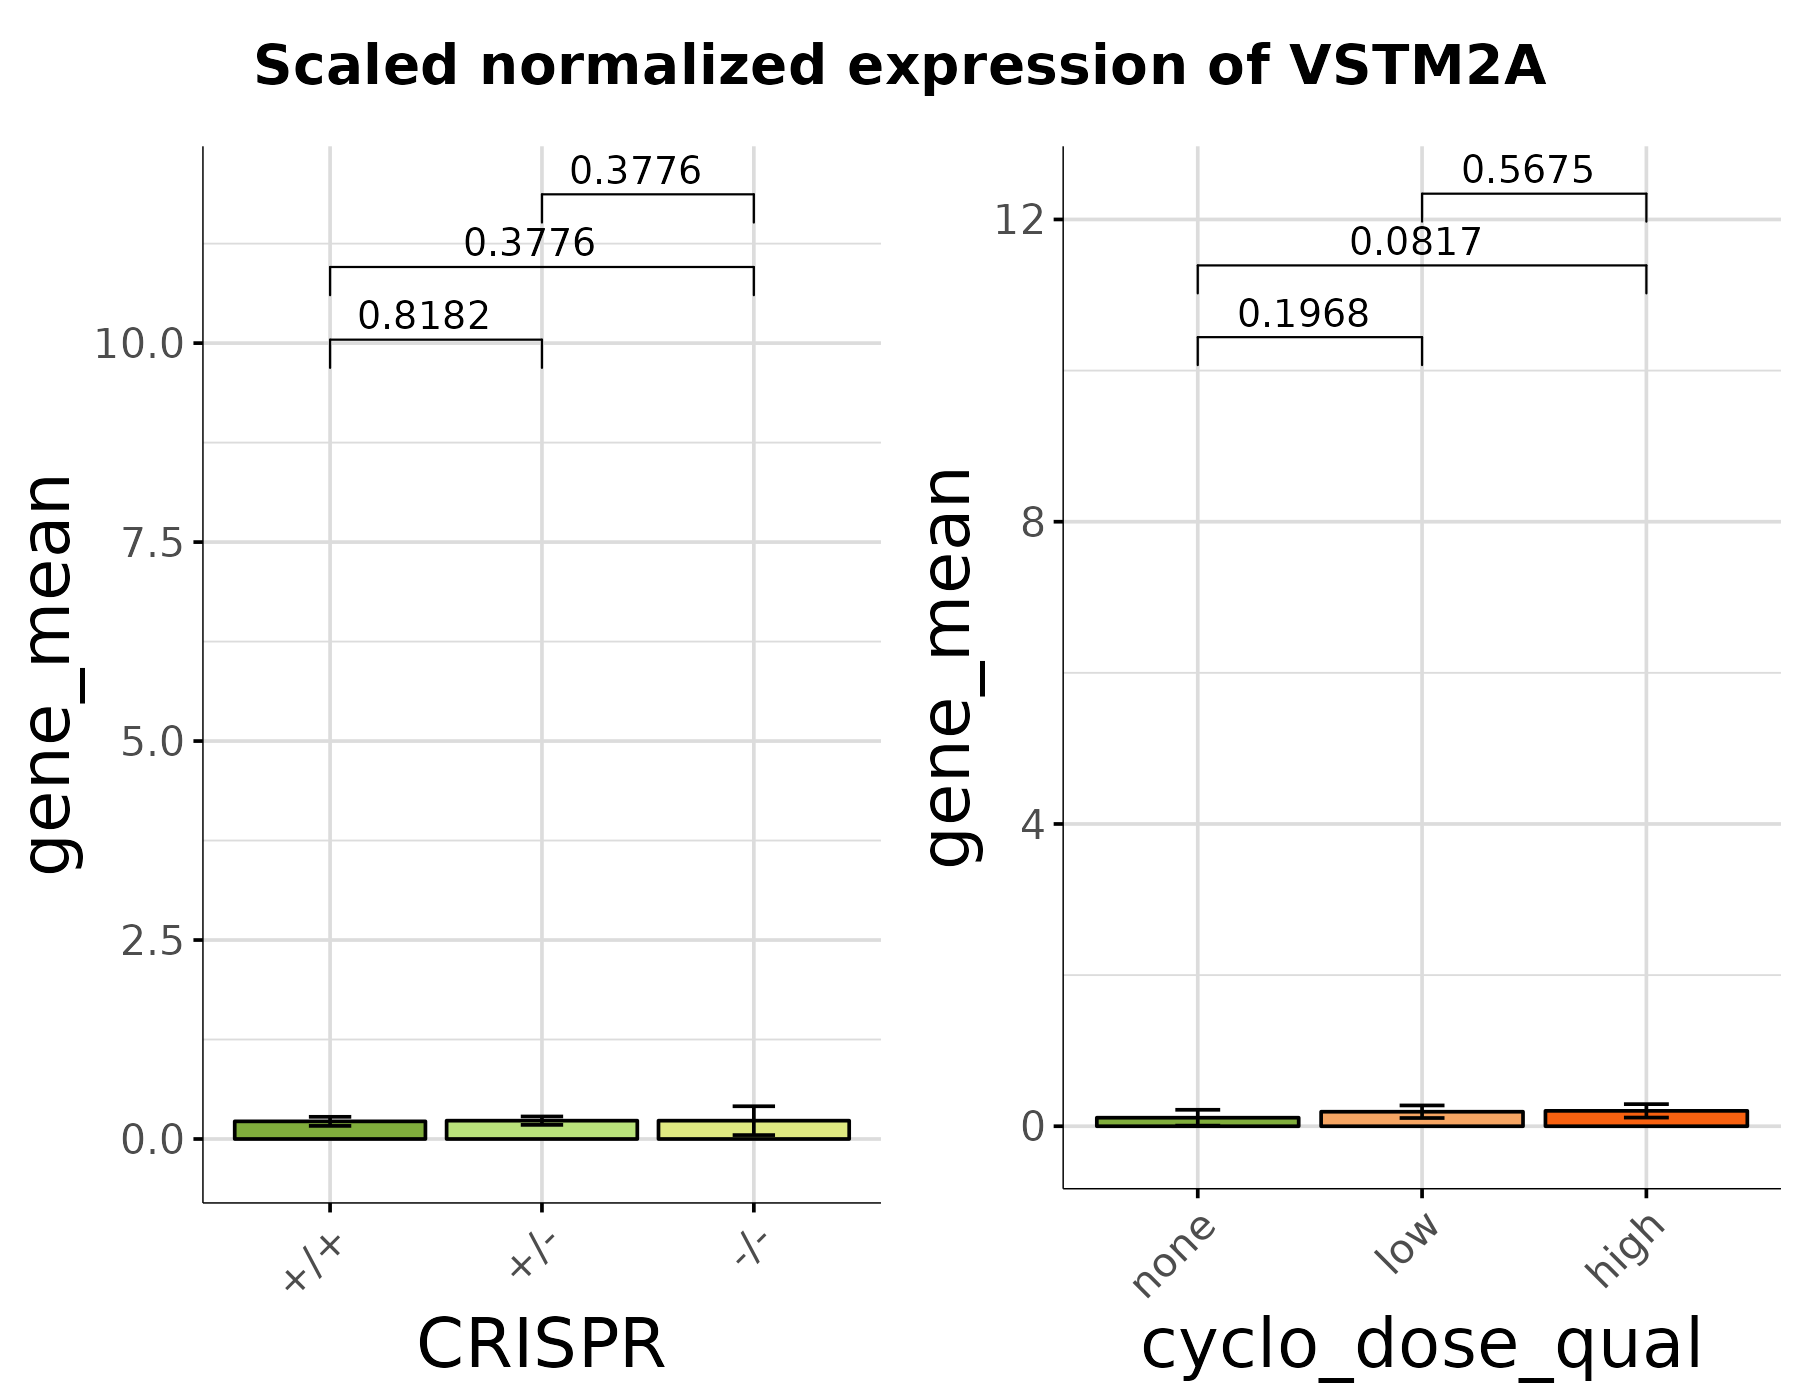 Scaled normalized expression of VSTM2A
gene_mean
10.0
7.5
5.0
2.5
0.0
0.3776
0.3776
0.8182
+/+
+/-
-/-
CRISPR
gene_mean
12
8
4
0
0.5675
0.0817
0.1968
none
low
high
cyclo_dose_qual